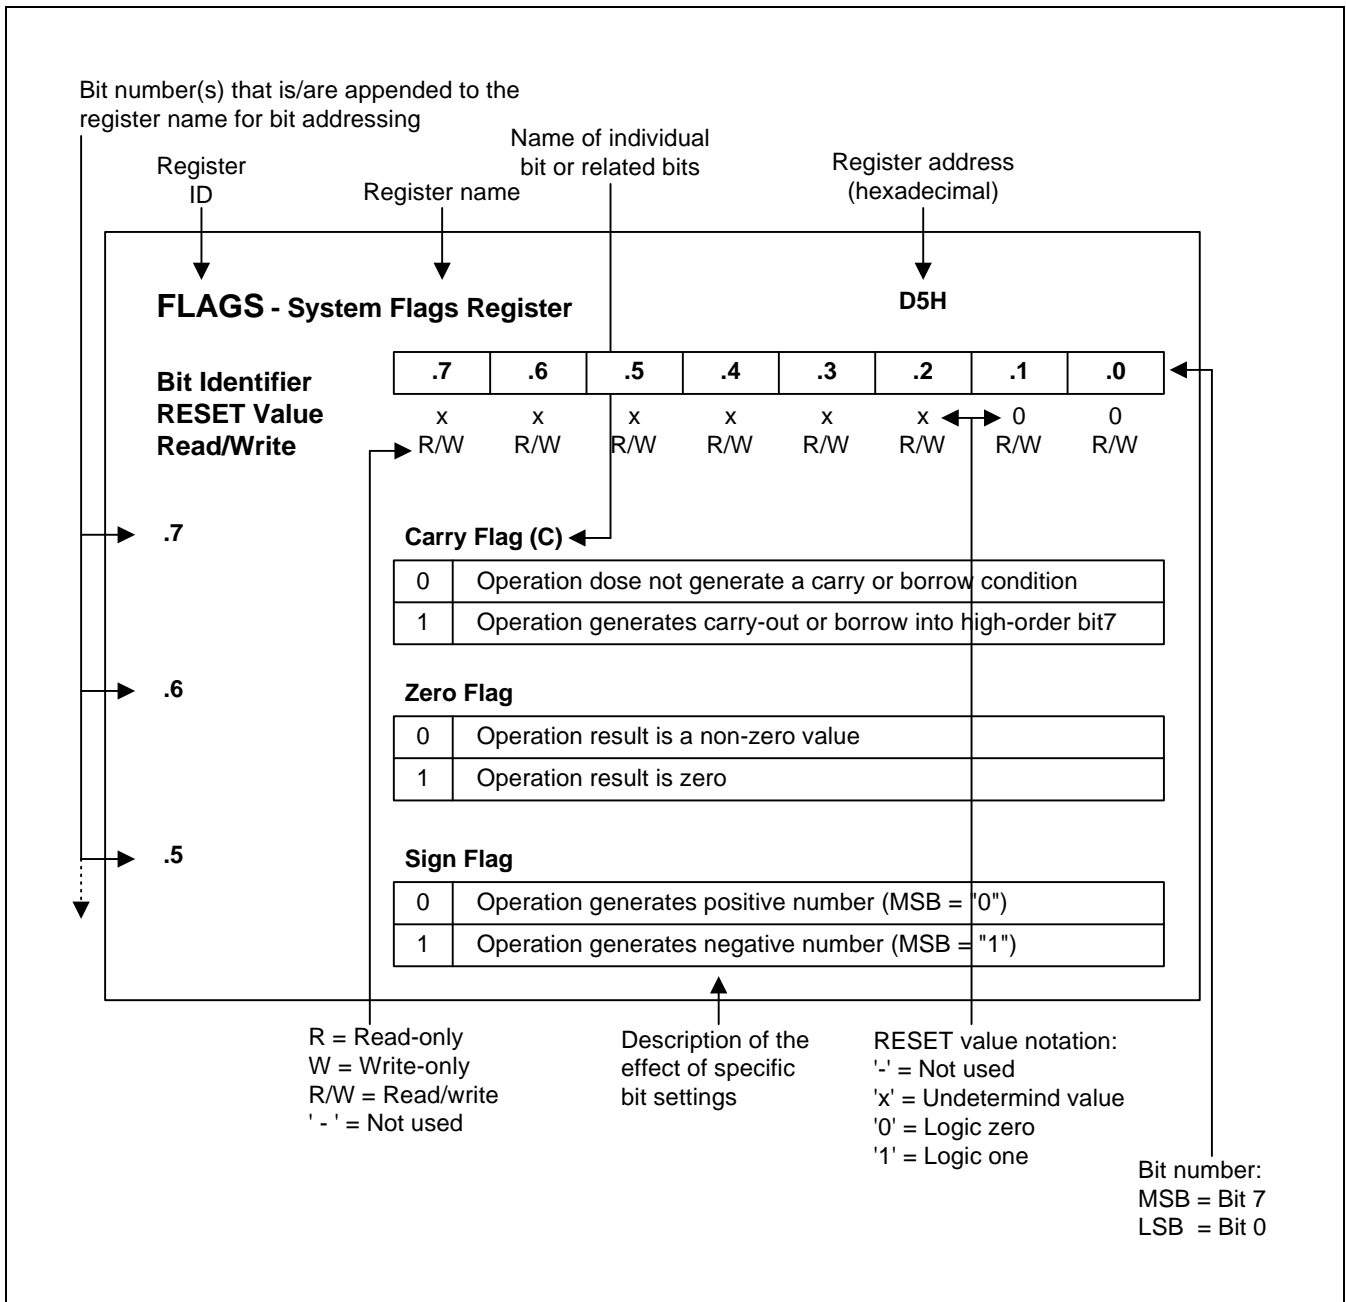 Bit number(s) that is/are appended to the
register name for bit addressing
Register
ID
Register name
Name of individual
bit or related bits
Register address
(hexadecimal)
FLAGS - System Flags Register
D5H
Bit Identifier .7 .6 .5 .4 .3 .2 .1 .0
RESET Value x x x x x x 0 0
Read/Write R/W R/W R/W R/W R/W R/W R/W R/W
.7 Carry Flag (C)
0 Operation dose not generate a carry or borrow condition
1 Operation generates carry-out or borrow into high-order bit7
.6 Zero Flag
0 Operation result is a non-zero value
1 Operation result is zero
.5 Sign Flag
0 Operation generates positive number (MSB = "0")
1 Operation generates negative number (MSB = "1")
R = Read-only
W = Write-only
R/W = Read/write
' - ' = Not used
Description of the
effect of specific
bit settings
RESET value notation:
'-' = Not used
'x' = Undetermind value
'0' = Logic zero
'1' = Logic one
Bit number:
MSB = Bit 7
LSB = Bit 0